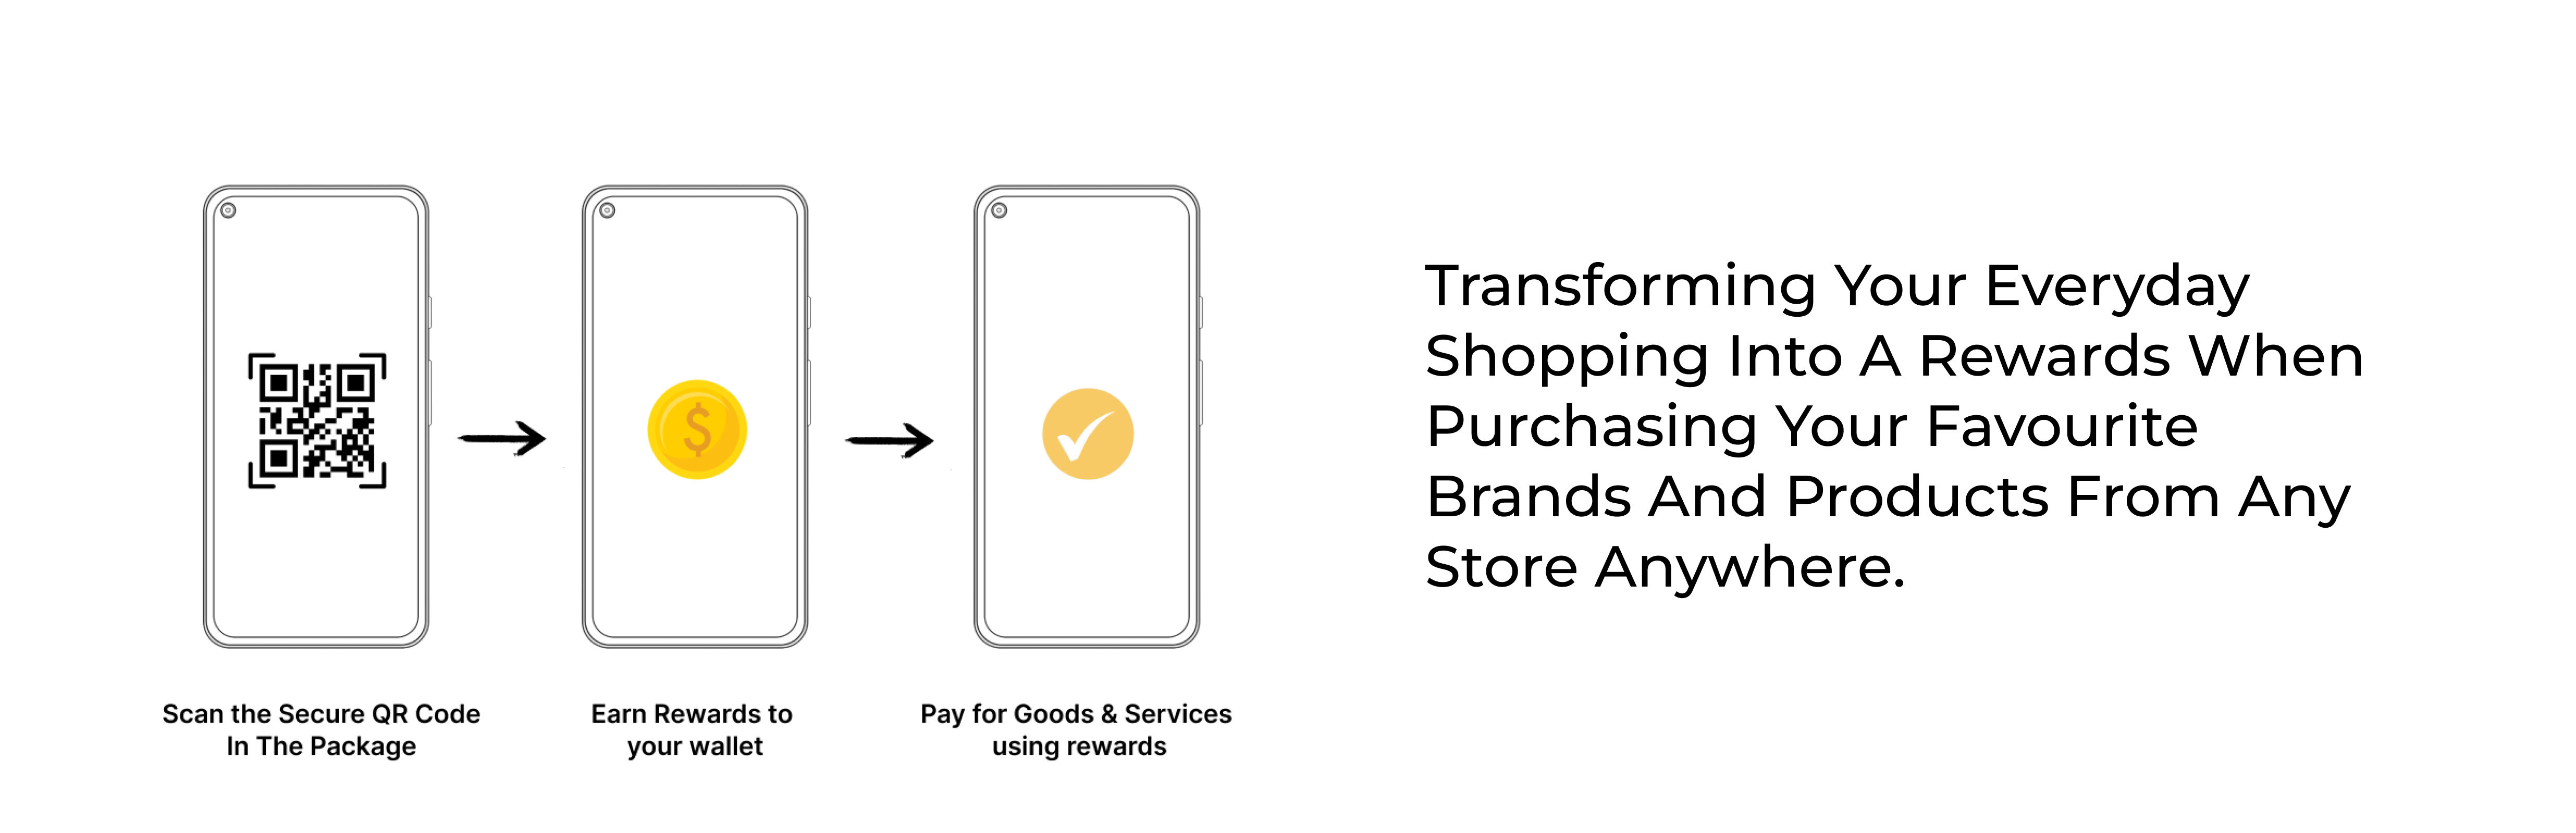 Scan the Secure QR Code
In The Package
Earn Rewards to
your wallet
Pay for Goods & Services
using rewards
Transforming Your Everyday
Shopping Into A Rewards When
Purchasing Your Favourite
Brands And Products From Any
Store Anywhere.
$